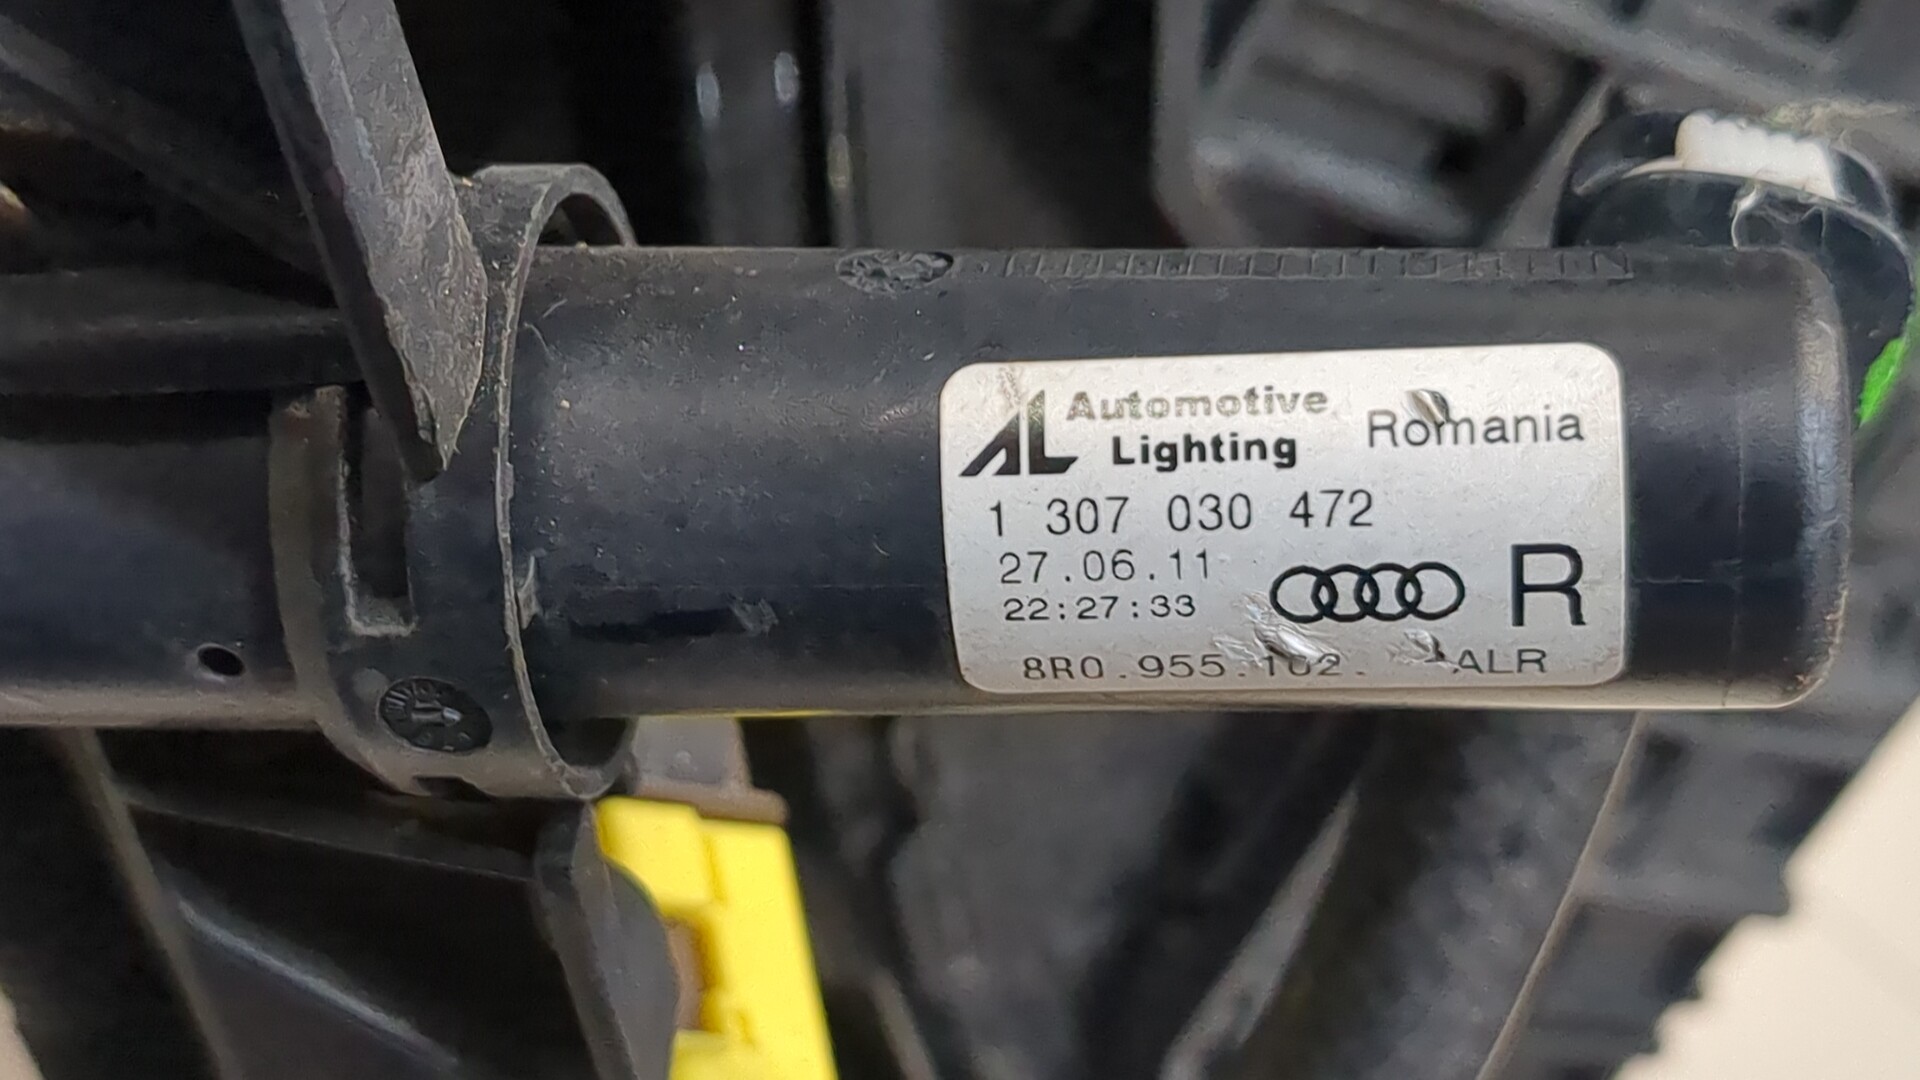 AL Automotive Lighting Romania
1 307 030 472
27.06.11
22:27:33 R
8R0.955.102. ALR